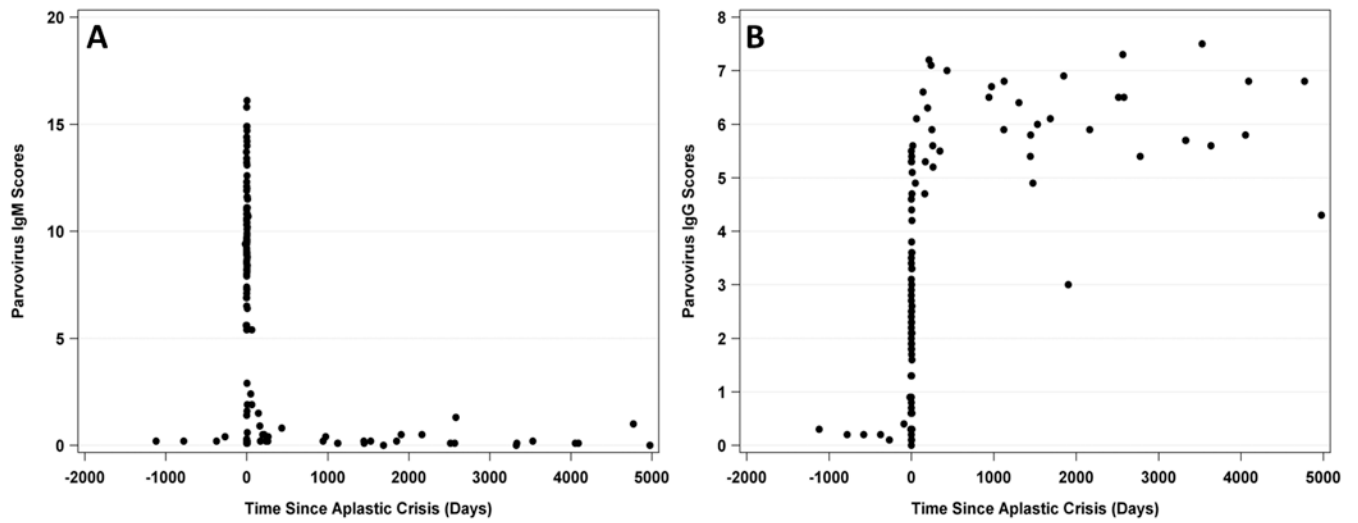 A
Parvovirus IgM Scores
20
15
10
5
0
-2000 -1000 0 1000 2000 3000 4000 5000
Time Since Aplastic Crisis (Days)
B
Parvovirus IgG Scores
8
7
6
5
4
3
2
1
0
-2000 -1000 0 1000 2000 3000 4000 5000
Time Since Aplastic Crisis (Days)